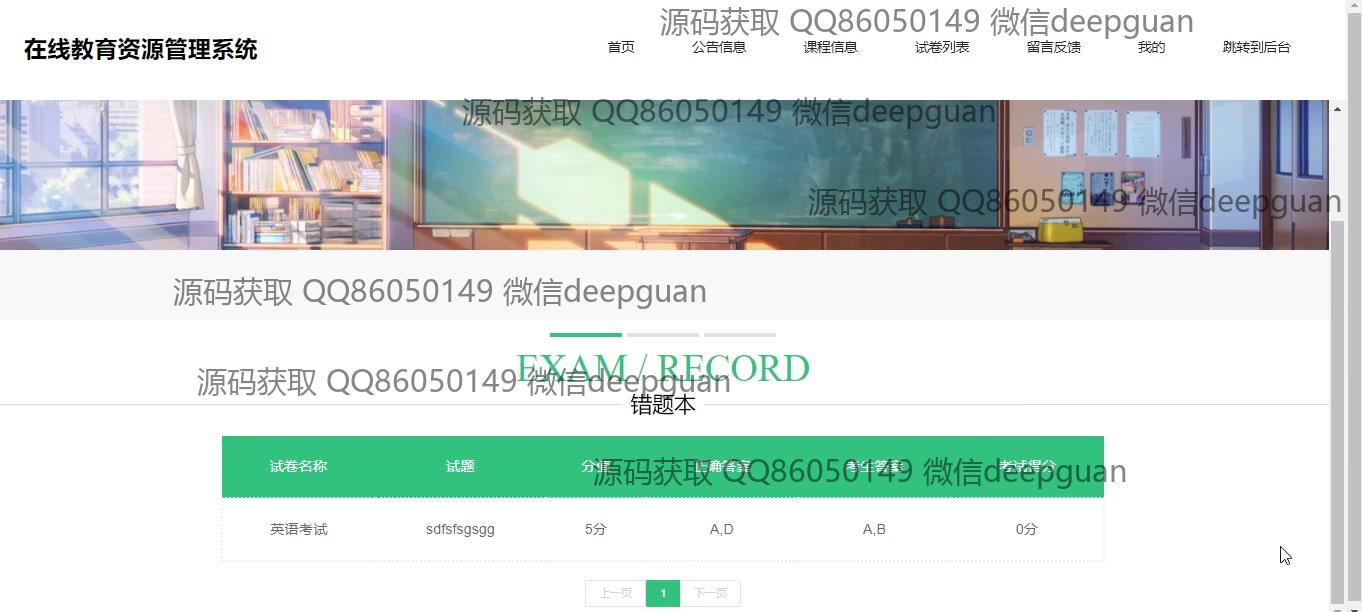 源码获取 QQ86050149 微信deepguan
在线教育资源管理系统
首页 公告信息 课程信息 试卷列表 留言反馈 我的 跳转到后台
源码获取 QQ86050149 微信deepguan
源码获取 QQ86050149 微信deepguan
源码获取 QQ86050149 微信deepguan
EXAM / RECORD
源码获取 QQ86050149 微信deepguan
错题本
试卷名称 试题 分值 正确答案 考生答案 考试得分
源码获取 QQ86050149 微信deepguan
英语考试 sdfsfsgsgg 5分 A,D A,B 0分
上一页 1 下一页